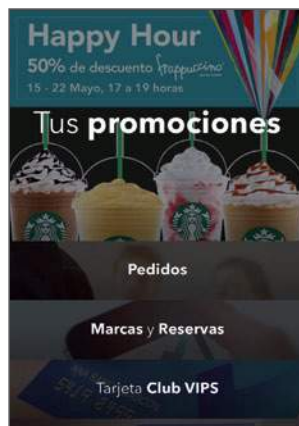 Happy Hour
50% de descuento frappuccino
15 - 22 Mayo, 17 a 19 horas
Tus promociones
Pedidos
Marcas y Reservas
Tarjeta Club VIPS